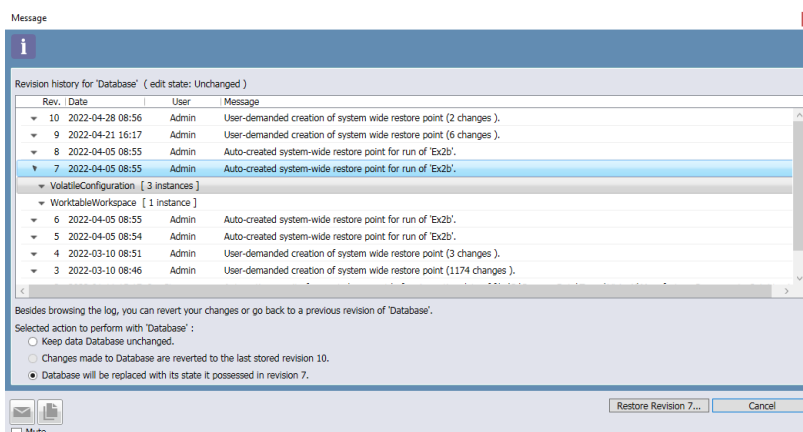 Message
i
Revision history for 'Database' ( edit state: Unchanged )
Rev. Date User Message
10 2022-04-28 08:56 Admin User-demanded creation of system wide restore point (2 changes ).
9 2022-04-21 16:17 Admin User-demanded creation of system wide restore point (6 changes ).
8 2022-04-05 08:55 Admin Auto-created system-wide restore point for run of 'Ex2b'.
7 2022-04-05 08:55 Admin Auto-created system-wide restore point for run of 'Ex2b'.
VolatileConfiguration [ 3 instances ]
WorktableWorkspace [ 1 instance ]
6 2022-04-05 08:55 Admin Auto-created system-wide restore point for run of 'Ex2b'.
5 2022-04-05 08:54 Admin Auto-created system-wide restore point for run of 'Ex2b'.
4 2022-03-10 08:51 Admin User-demanded creation of system wide restore point (3 changes ).
3 2022-03-10 08:46 Admin User-demanded creation of system wide restore point (1174 changes ).
Besides browsing the log, you can revert your changes or go back to a previous revision of 'Database'.
Selected action to perform with 'Database' :
Keep data Database unchanged.
Changes made to Database are reverted to the last stored revision 10.
Database will be replaced with its state it possessed in revision 7.
Restore Revision 7... Cancel
Mute